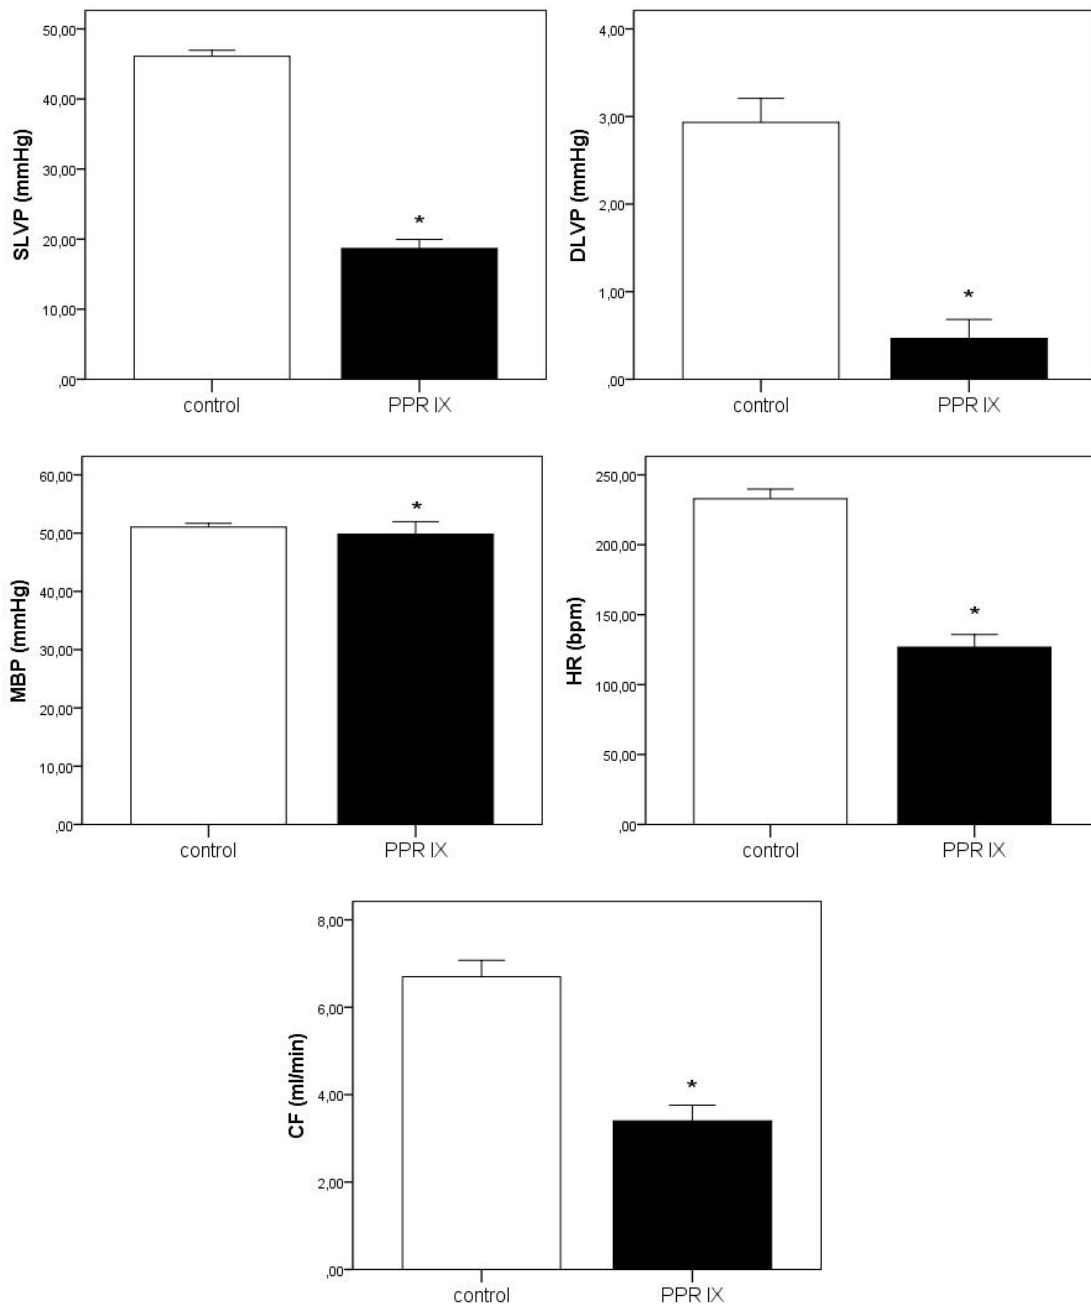 SLVP (mmHg)
50,00
40,00
30,00
20,00
10,00
,00
*
control
PPR IX
DLVP (mmHg)
4,00
3,00
2,00
1,00
,00
*
control
PPR IX
MBP (mmHg)
60,00
50,00
40,00
30,00
20,00
10,00
,00
*
control
PPR IX
HR (bpm)
250,00
200,00
150,00
100,00
50,00
,00
*
control
PPR IX
CF (ml/min)
8,00
6,00
4,00
2,00
,00
*
control
PPR IX